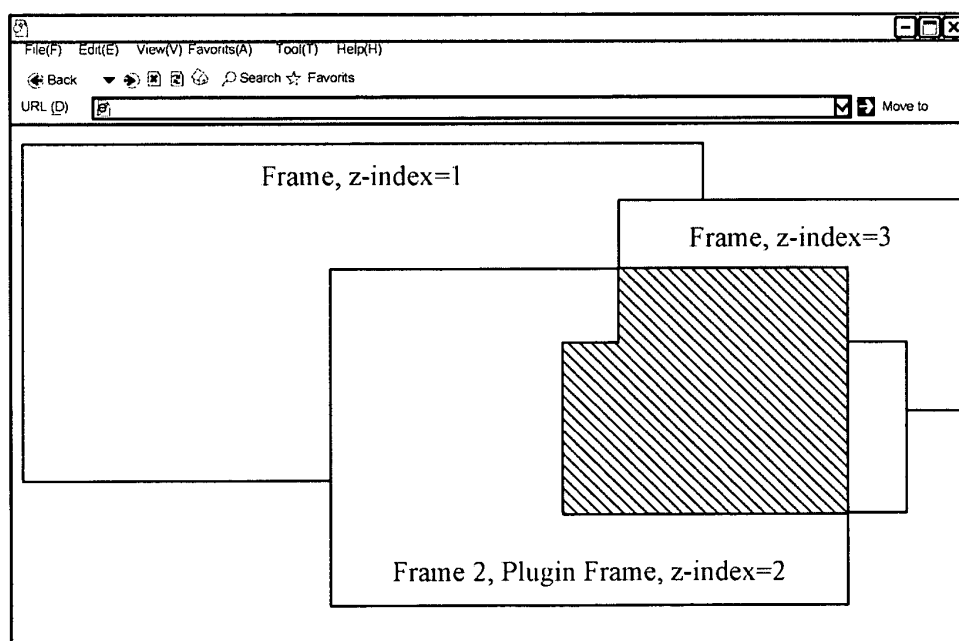 File(F) Edit(E) View(V) Favorits(A) Tool(T) Help(H)
Back Search Favorits
URL (D) Move to
Frame, z-index=1
Frame, z-index=3
Frame 2, Plugin Frame, z-index=2